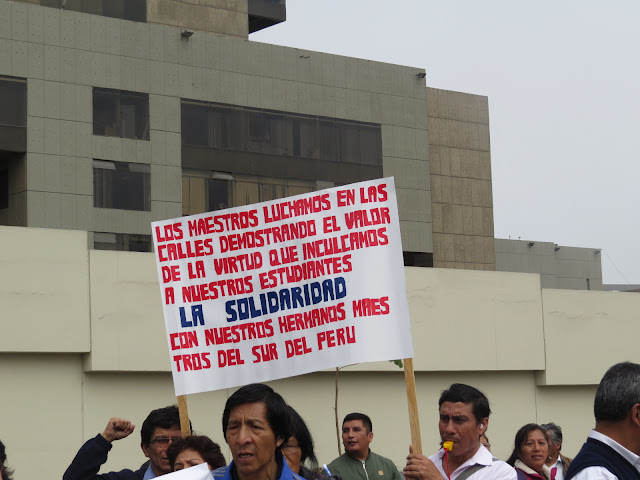 LOS MAESTROS LUCHAMOS EN LAS
CALLES DEMOSTRANDO EL VALOR
DE LA VIRTUD QUE INCULCAMOS
A NUESTROS ESTUDIANTES
LA SOLIDARIDAD
CON NUESTROS HERMANOS MAES
TROS DEL SUR DEL PERU